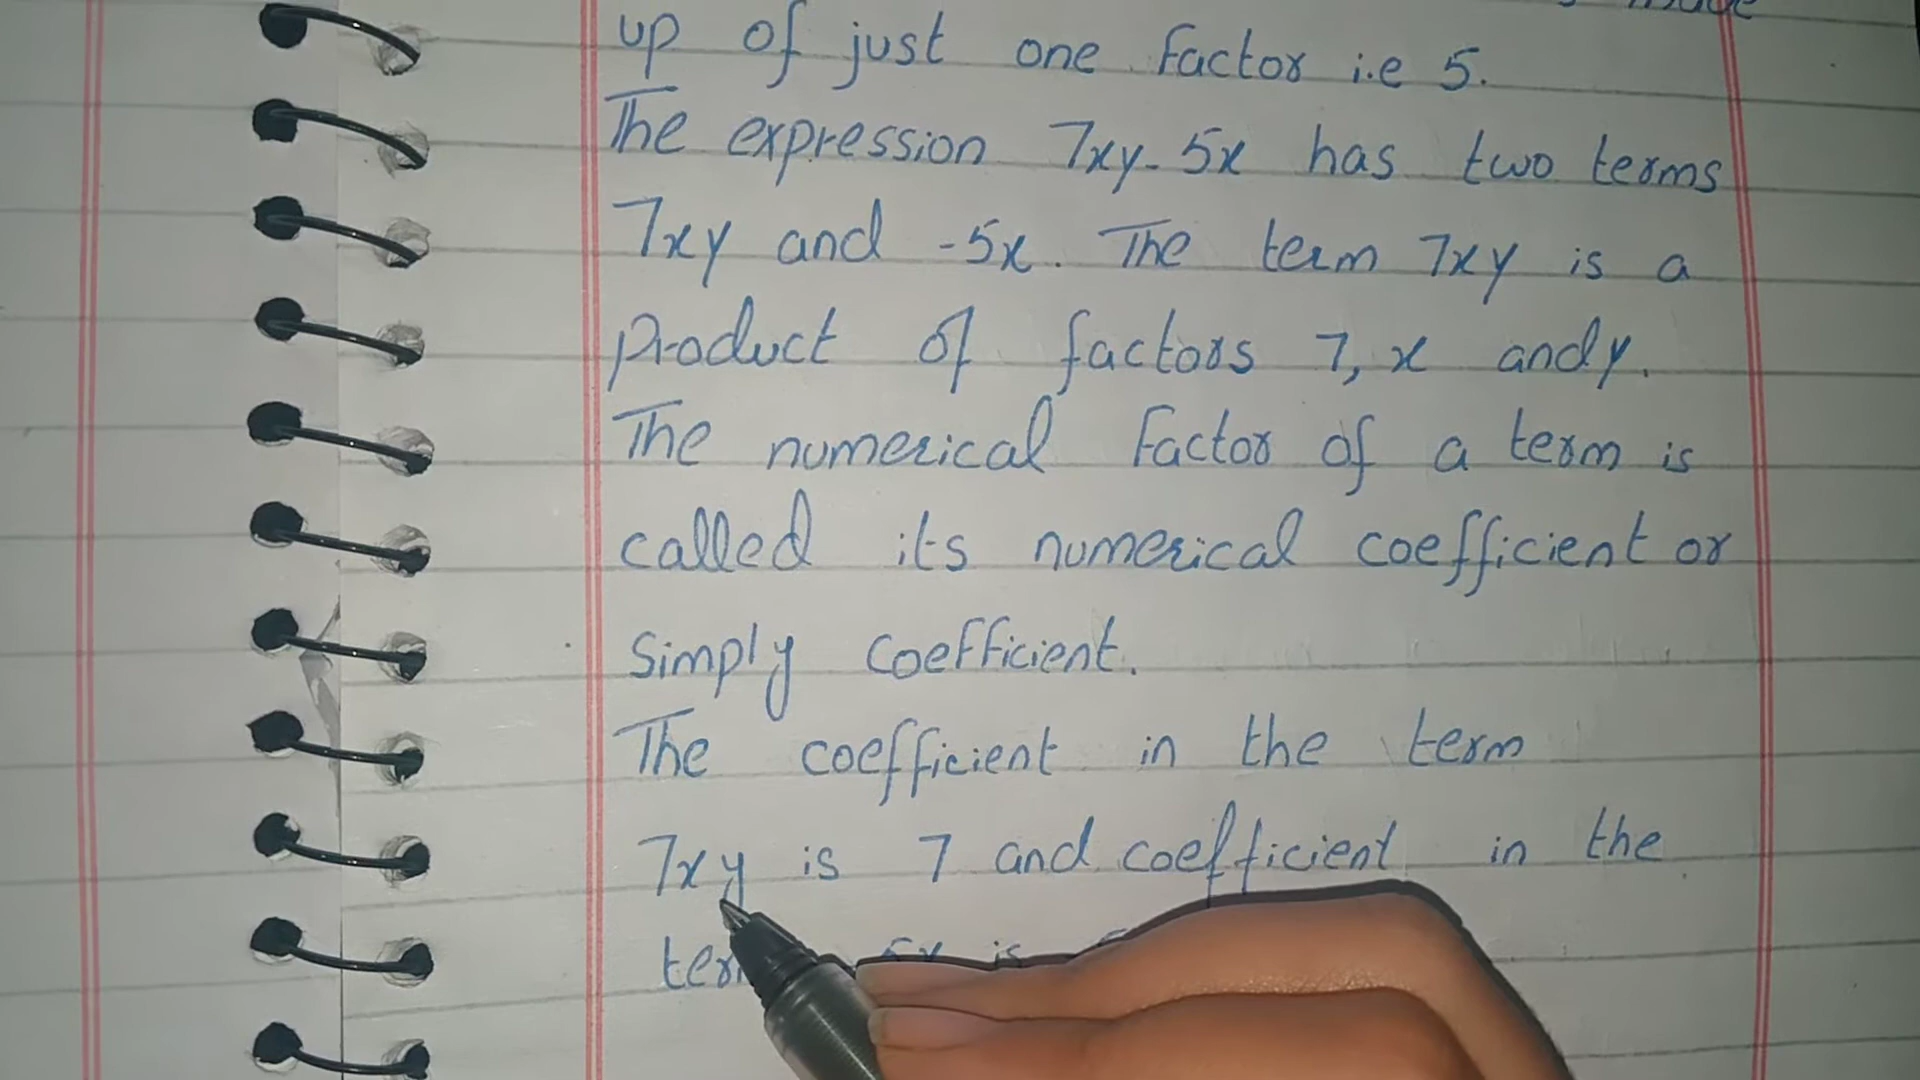 up of just one factor i.e 5.
The expression 7xy-5x has two terms
7xy and -5x. The term 7xy is a
product of factors 7, x and y.
The numerical Factor of a term is
called its numerical coefficient or
simply coefficient.
The coefficient in the term
7xy is 7 and coefficient in the
5x is